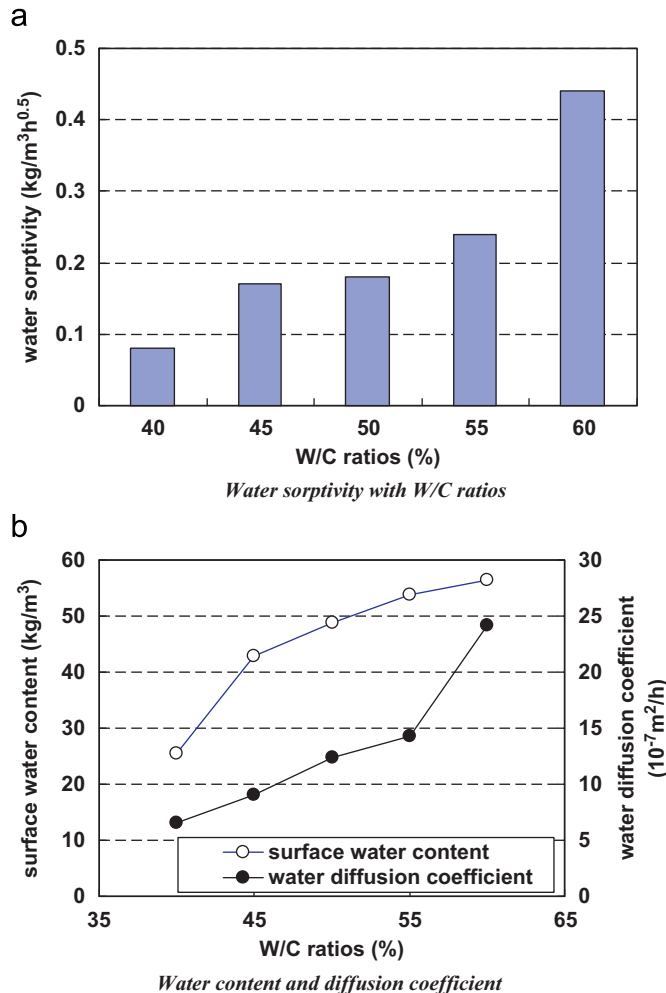 a
0.5
0.4
0.3
0.2
0.1
0
water sorptivity (kg/m³h⁰·⁵)
40 45 50 55 60
W/C ratios (%)
Water sorptivity with W/C ratios
b
60
50
40
30
20
10
0
surface water content (kg/m³)
30
25
20
15
10
5
0
water diffusion coefficient
(10⁻⁷m²/h)
surface water content
water diffusion coefficient
35 45 55 65
W/C ratios (%)
Water content and diffusion coefficient